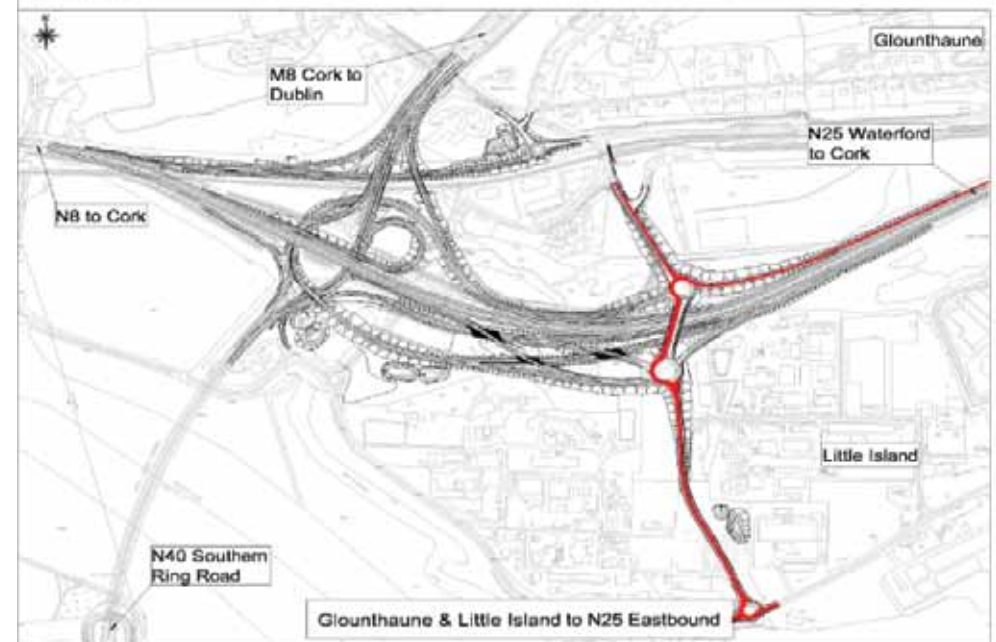 Glounthaune
M8 Cork to
Dublin
N25 Waterford
to Cork
N8 to Cork
Little Island
N40 Southern
Ring Road
Glounthaune & Little Island to N25 Eastbound